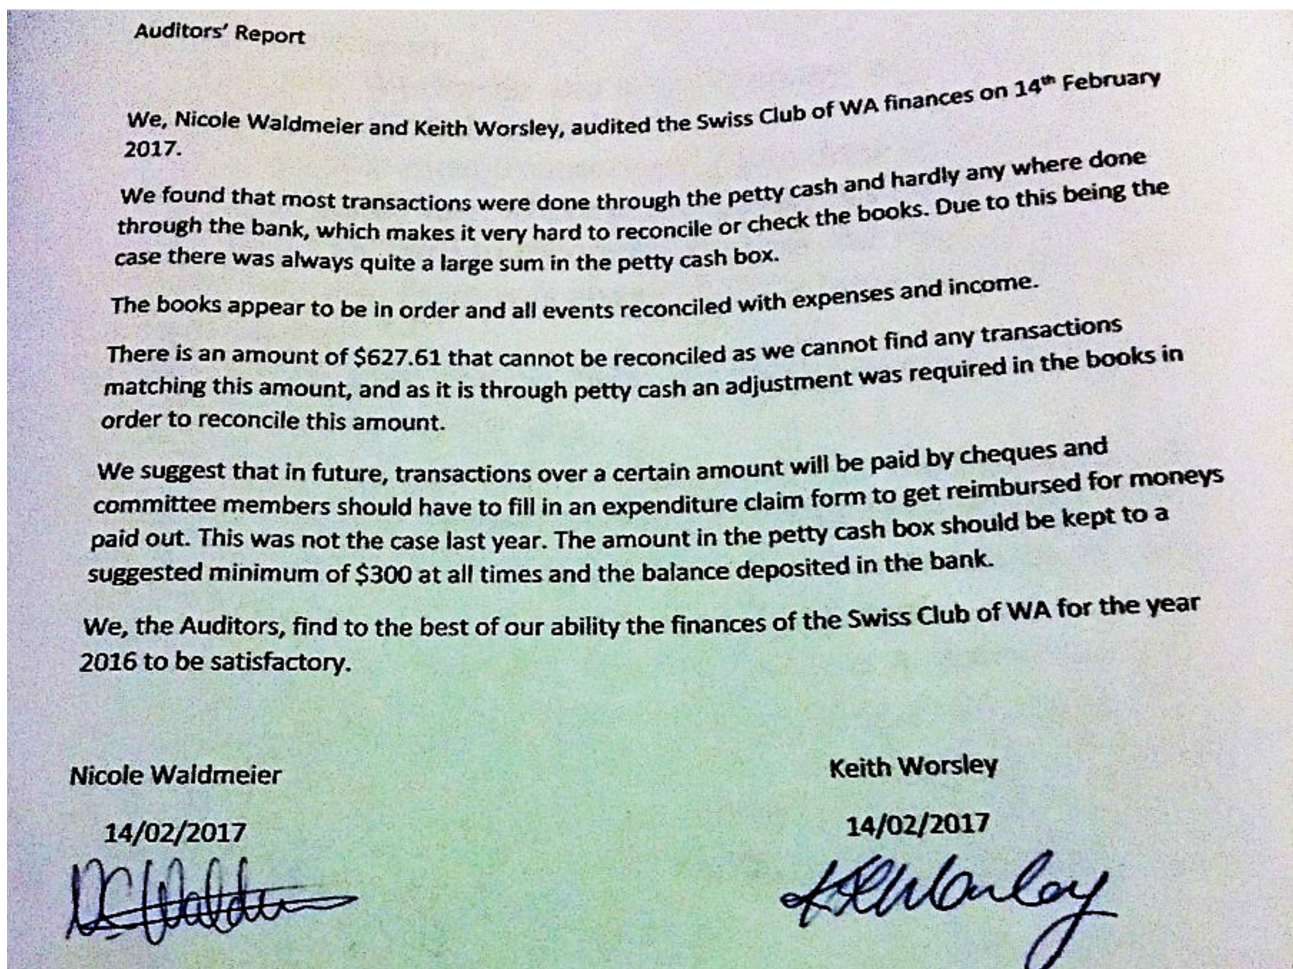 Auditors' Report
We, Nicole Waldmeier and Keith Worsley, audited the Swiss Club of WA finances on 14th February
2017.
We found that most transactions were done through the petty cash and hardly any where done
through the bank, which makes it very hard to reconcile or check the books. Due to this being the
case there was always quite a large sum in the petty cash box.
The books appear to be in order and all events reconciled with expenses and income.
There is an amount of $627.61 that cannot be reconciled as we cannot find any transactions
matching this amount, and as it is through petty cash an adjustment was required in the books in
order to reconcile this amount.
We suggest that in future, transactions over a certain amount will be paid by cheques and
committee members should have to fill in an expenditure claim form to get reimbursed for moneys
paid out. This was not the case last year. The amount in the petty cash box should be kept to a
suggested minimum of $300 at all times and the balance deposited in the bank.
We, the Auditors, find to the best of our ability the finances of the Swiss Club of WA for the year
2016 to be satisfactory.
Nicole Waldmeier
Keith Worsley
14/02/2017
14/02/2017